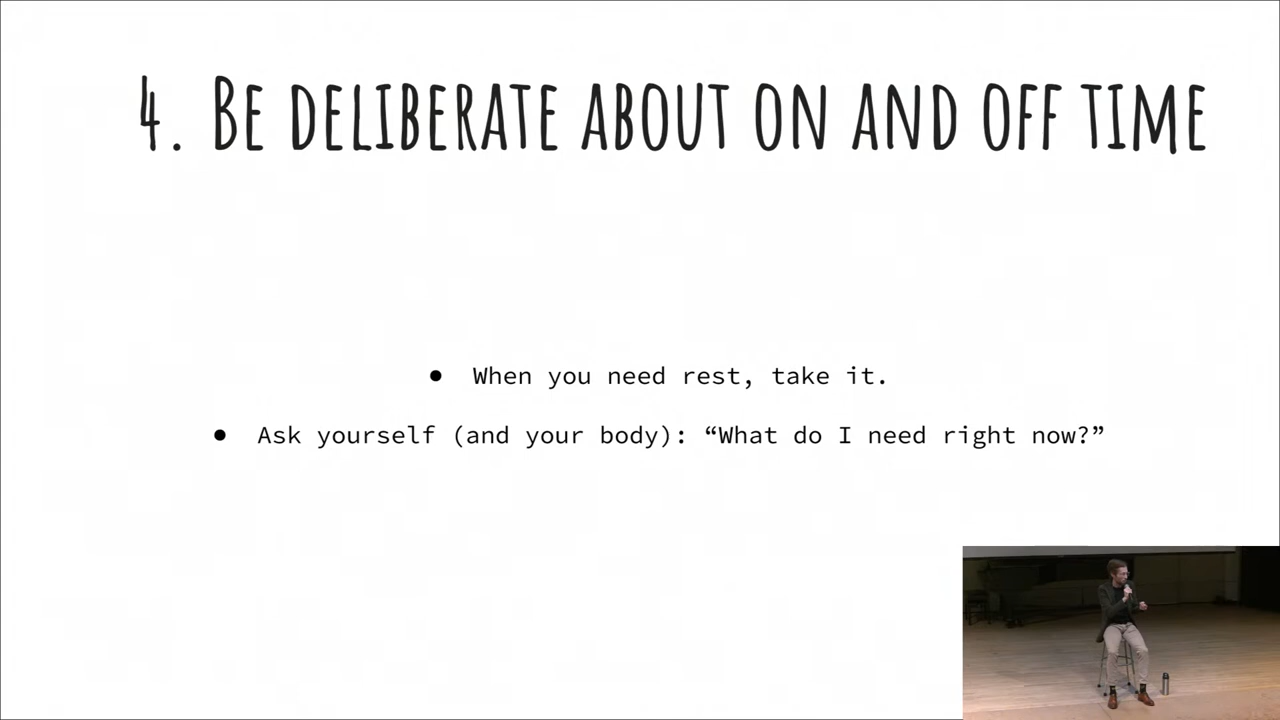 4. Be deliberate about on and off time
● When you need rest, take it.
● Ask yourself (and your body): “What do I need right now?”